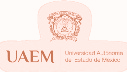 UAEM
Universidad Autónoma
del Estado de México